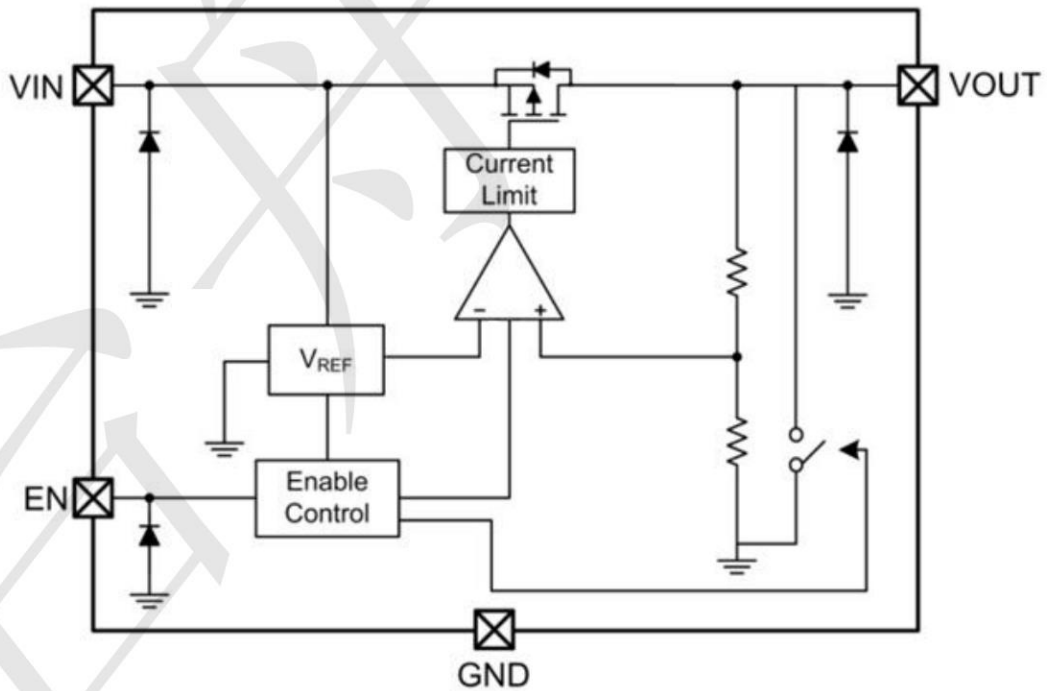 VIN
VOUT
Current
Limit
−
+
VREF
Enable
Control
EN
GND